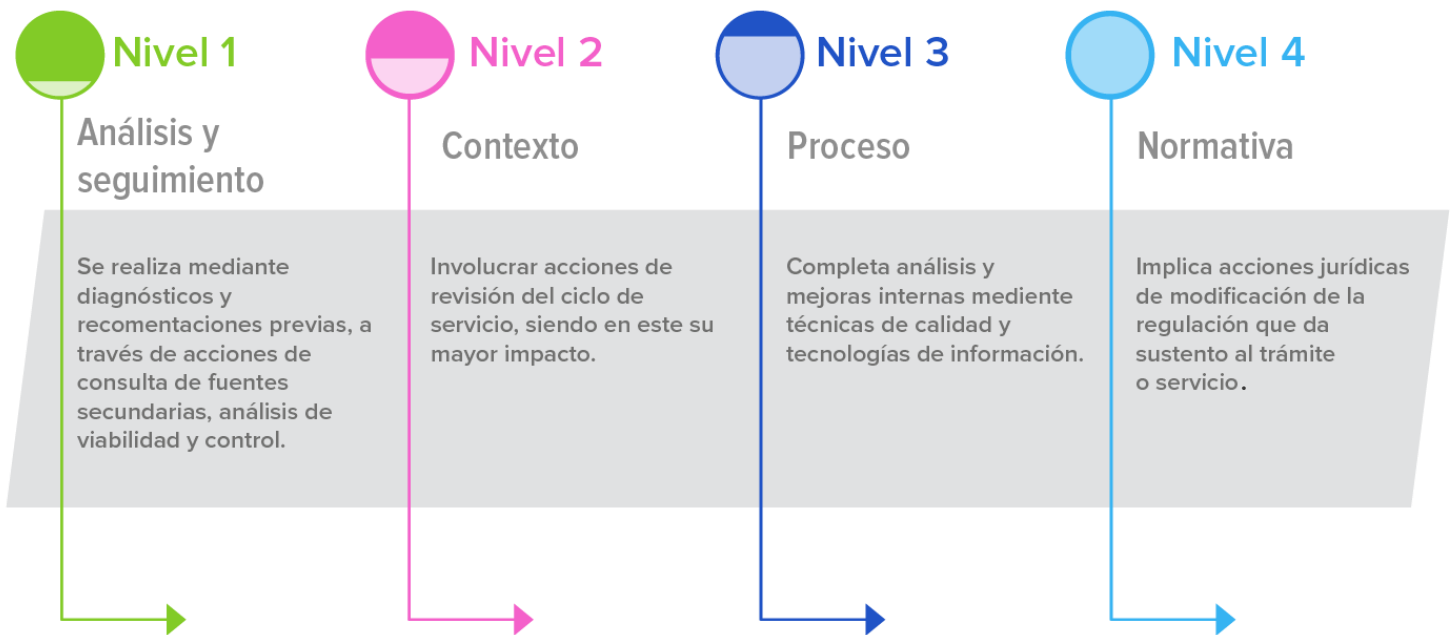 Nivel 1
Análisis y
seguimiento
Se realiza mediante
diagnósticos y
recomentaciones previas, a
través de acciones de
consulta de fuentes
secundarias, análisis de
viabilidad y control.
Nivel 2
Contexto
Involucrar acciones de
revisión del ciclo de
servicio, siendo en este su
mayor impacto.
Nivel 3
Proceso
Completa análisis y
mejoras internas mediente
técnicas de calidad y
tecnologías de información.
Nivel 4
Normativa
Implica acciones jurídicas
de modificación de la
regulación que da
sustento al trámite
o servicio.